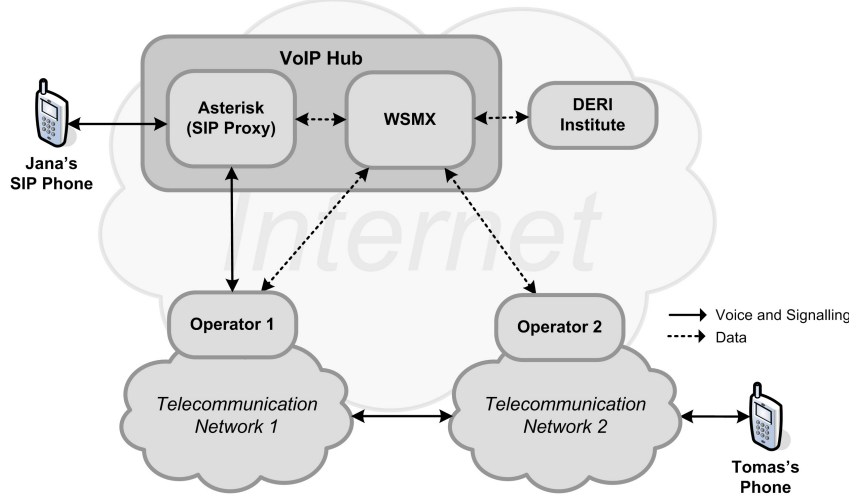 VoIP Hub
Asterisk
(SIP Proxy)
WSMX
DERI
Institute
Jana's
SIP Phone
Internet
Operator 1
Operator 2
Voice and Signalling
Data
Telecommunication
Network 1
Telecommunication
Network 2
Tomas's
Phone